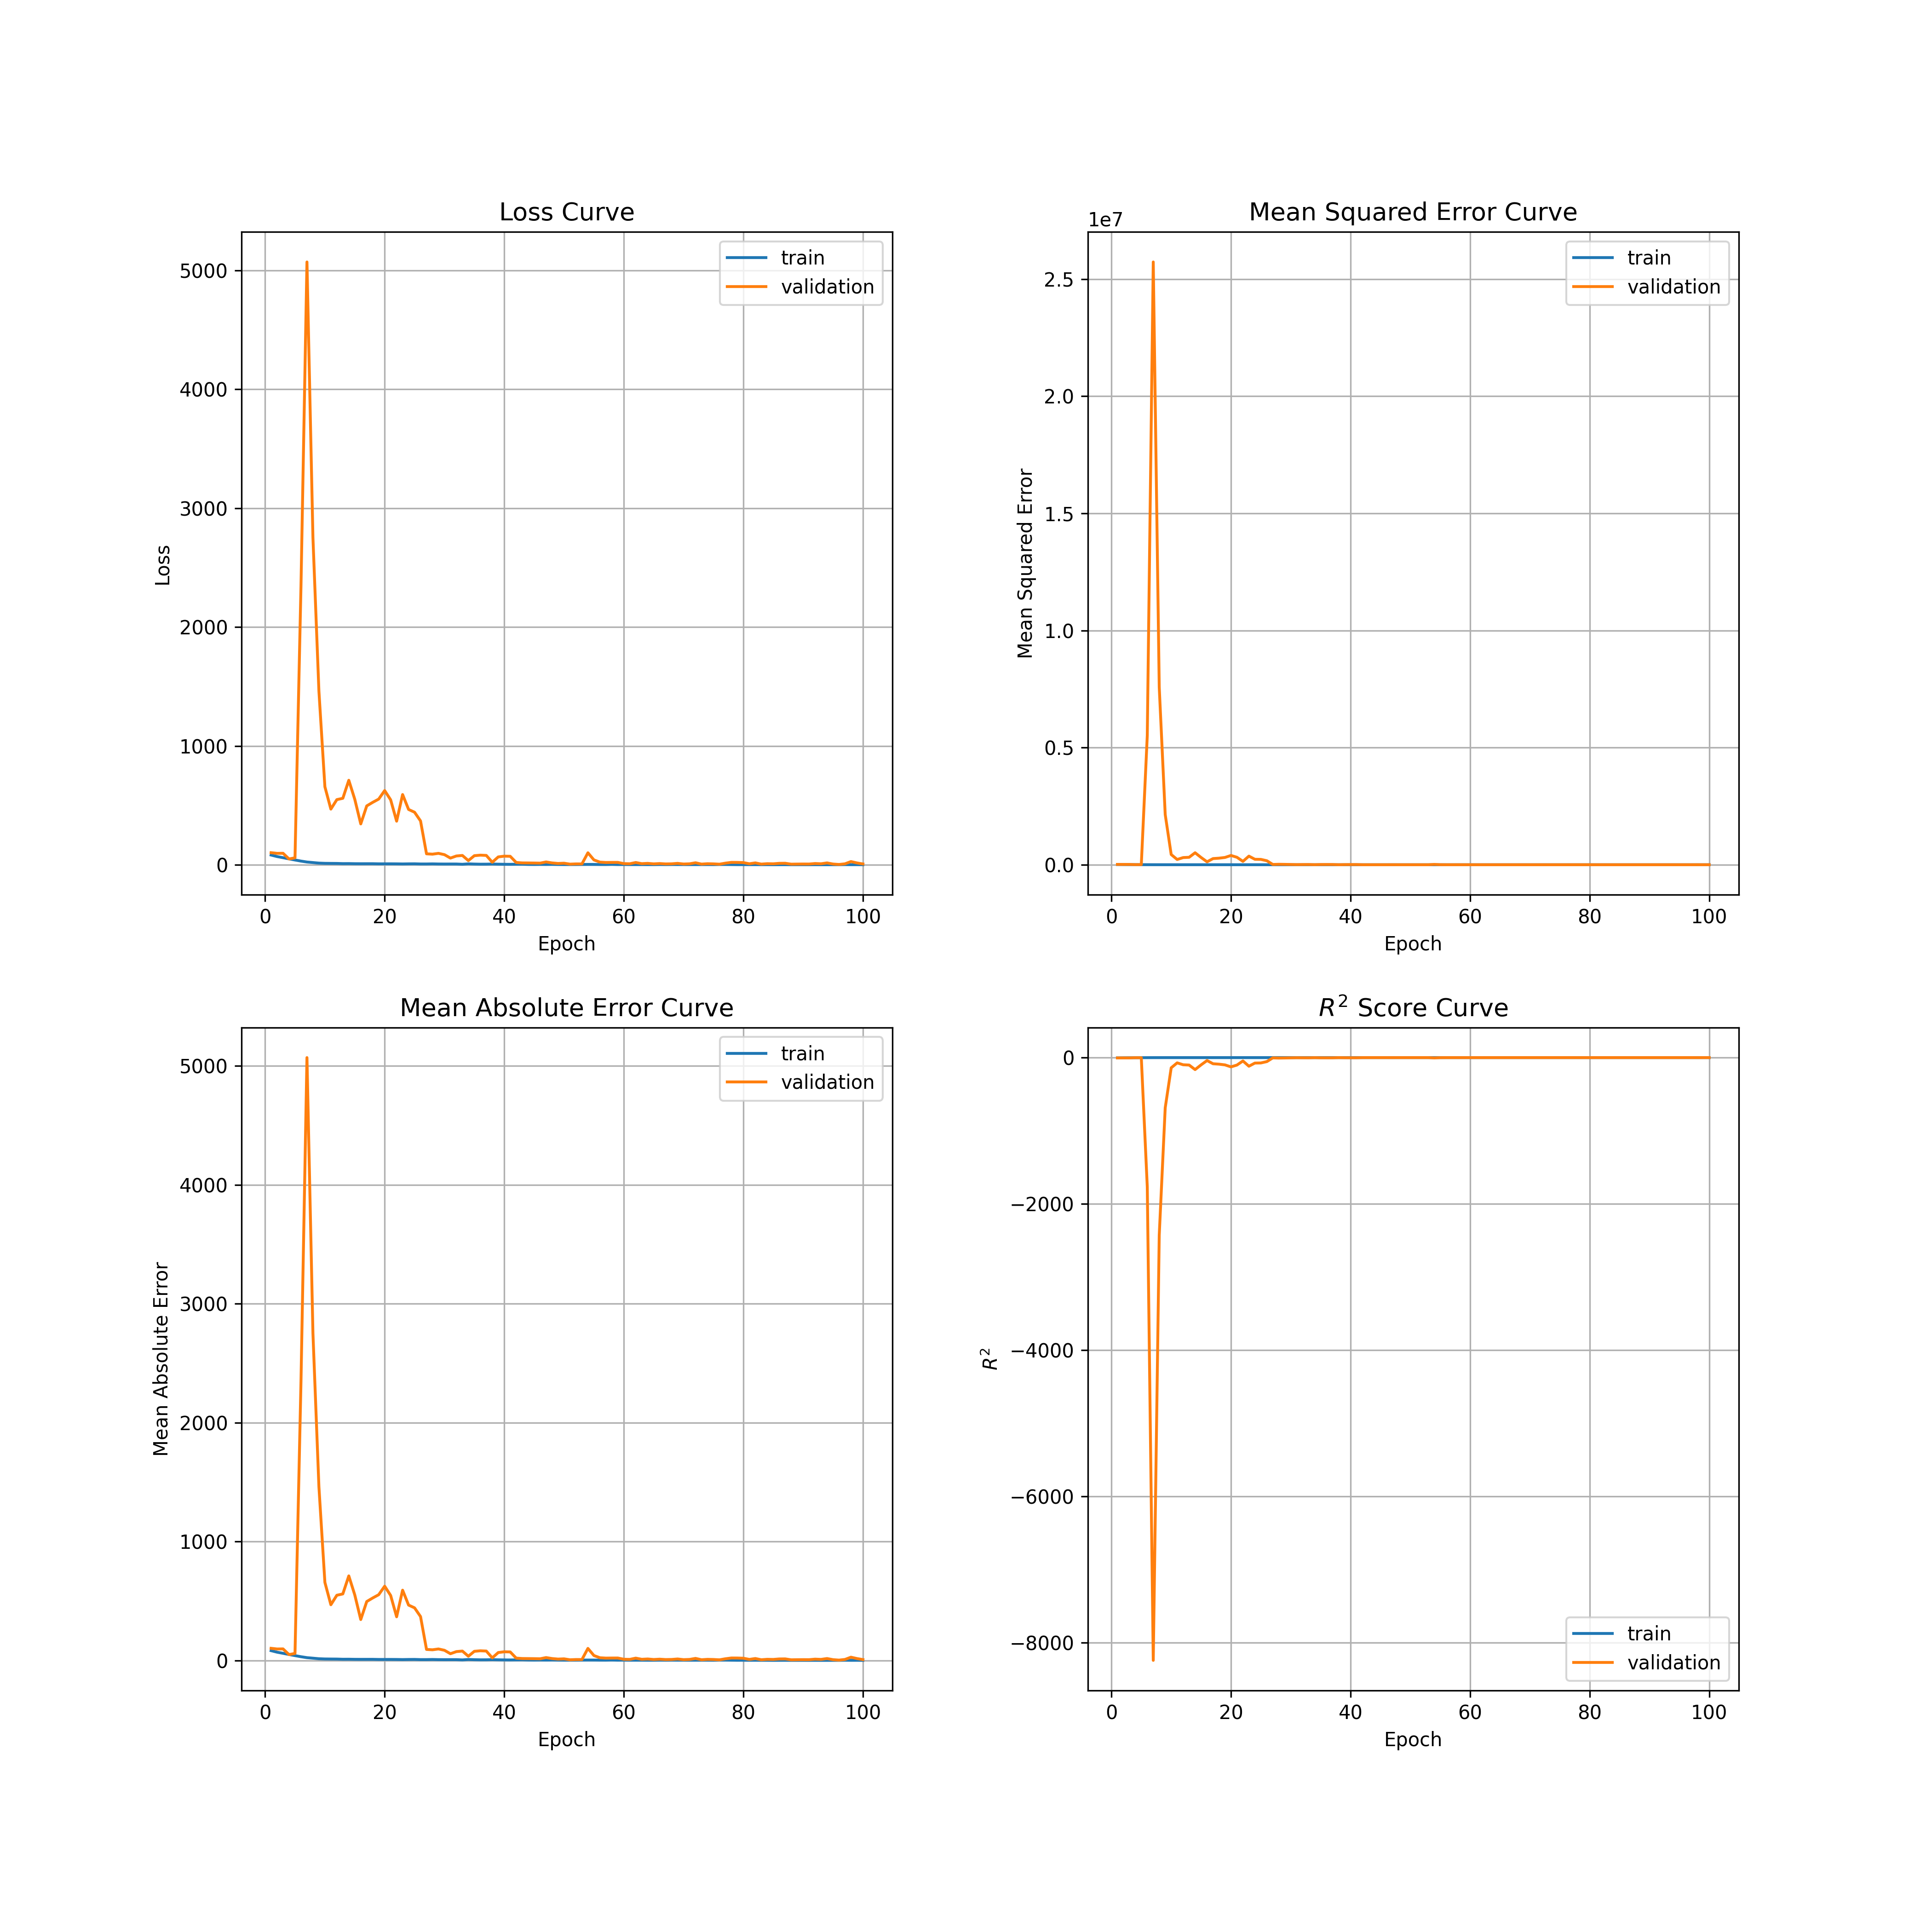 Loss Curve
5000
4000
3000
2000
1000
0
Loss
0 20 40 60 80 100
Epoch
train
validation
Mean Squared Error Curve
1e7
2.5
2.0
1.5
1.0
0.5
0.0
Mean Squared Error
0 20 40 60 80 100
Epoch
train
validation
Mean Absolute Error Curve
5000
4000
3000
2000
1000
0
Mean Absolute Error
0 20 40 60 80 100
Epoch
train
validation
R² Score Curve
0
−2000
−4000
−6000
−8000
R²
0 20 40 60 80 100
Epoch
train
validation